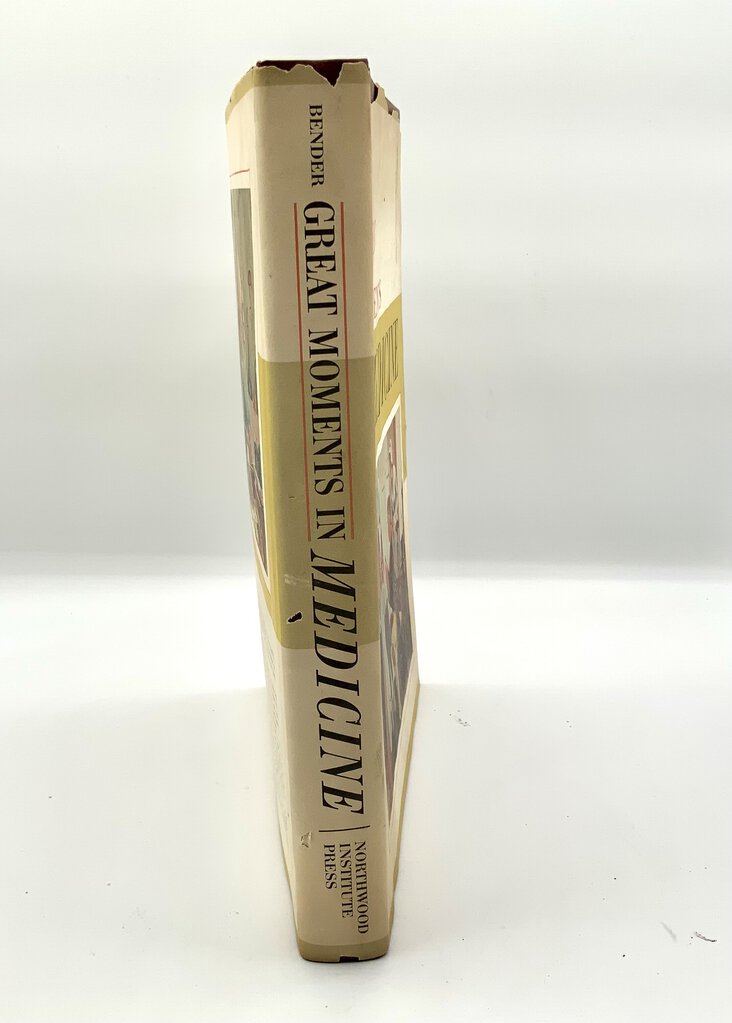 BENDER
GREAT MOMENTS IN MEDICINE
NORTHWOOD
INSTITUTE
PRESS